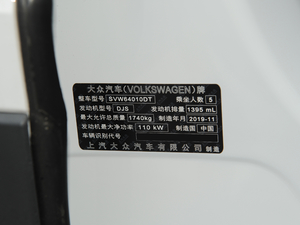 大众汽车(VOLKSWAGEN)牌
整车型号 SVW64010DT 乘坐人数 5
发动机型号 DJS 发动机排量 1395 mL
最大允许总质量 1740kg 制造年月 2019-11
发动机最大净功率 110 kW 制造国 中国
车辆识别代号
上汽大众汽车有限公司 制造